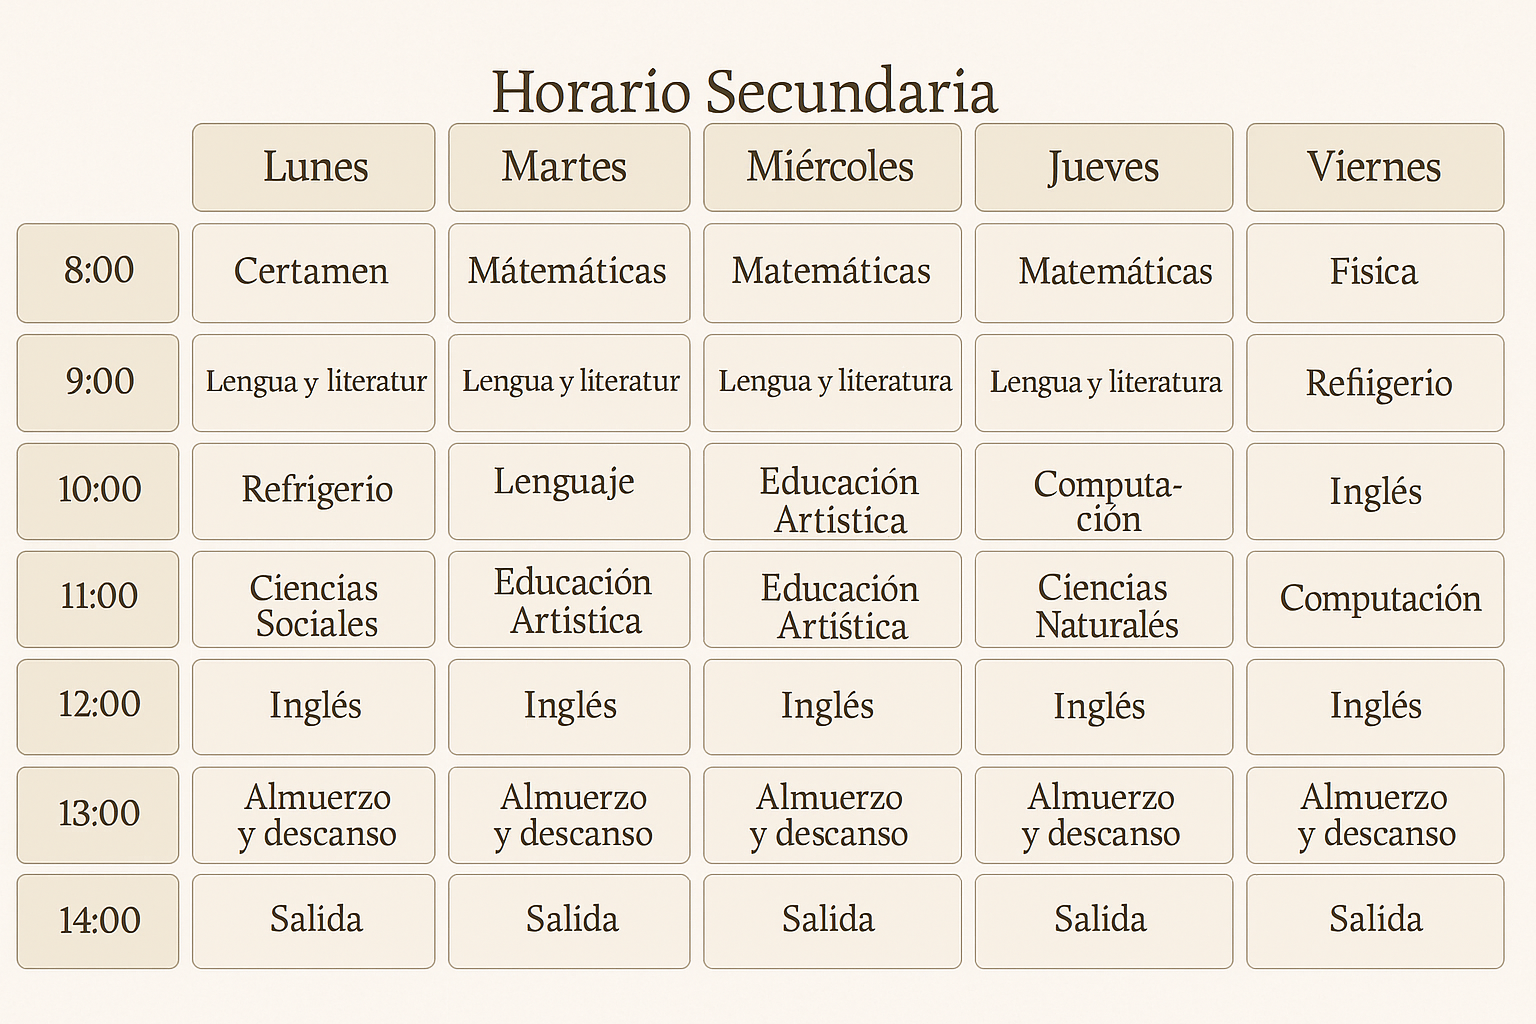 Horario Secundaria
Lunes Martes Miércoles Jueves Viernes
8:00 Certamen Mátemáticas Matemáticas Matemáticas Fisica
9:00 Lengua y literatur Lengua y literatur Lengua y literatura Lengua y literatura Refiigerio
10:00 Refrigerio Lenguaje Educación Artistica Computa-ción Inglés
11:00 Ciencias Sociales Educación Artistica Educación Artiśtica Ciencias Naturalés Computación
12:00 Inglés Inglés Inglés Inglés Inglés
13:00 Almuerzo y descanso Almuerzo y descanso Almuerzo y descanso Almuerzo y descanso Almuerzo y descanso
14:00 Salida Salida Salida Salida Salida